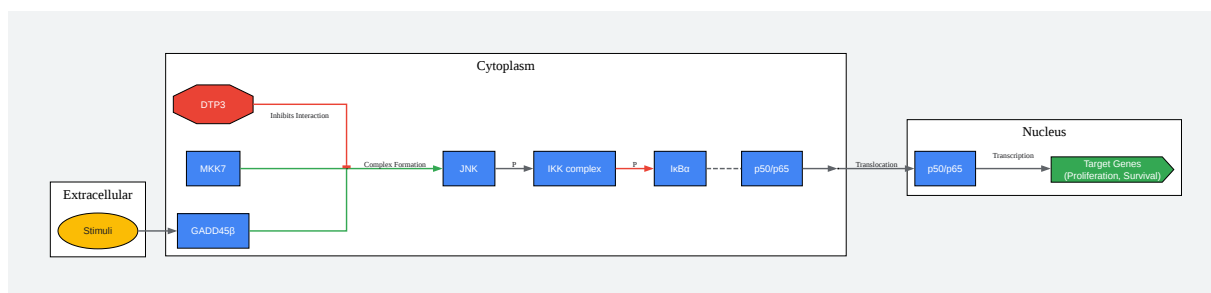 Cytoplasm
DTP3
Inhibits Interaction
Nucleus
MKK7
Complex Formation
JNK
P
IKK complex
P
IκBα
p50/p65
Translocation
p50/p65
Transcription
Target Genes
(Proliferation, Survival)
Extracellular
Stimuli
GADD45β